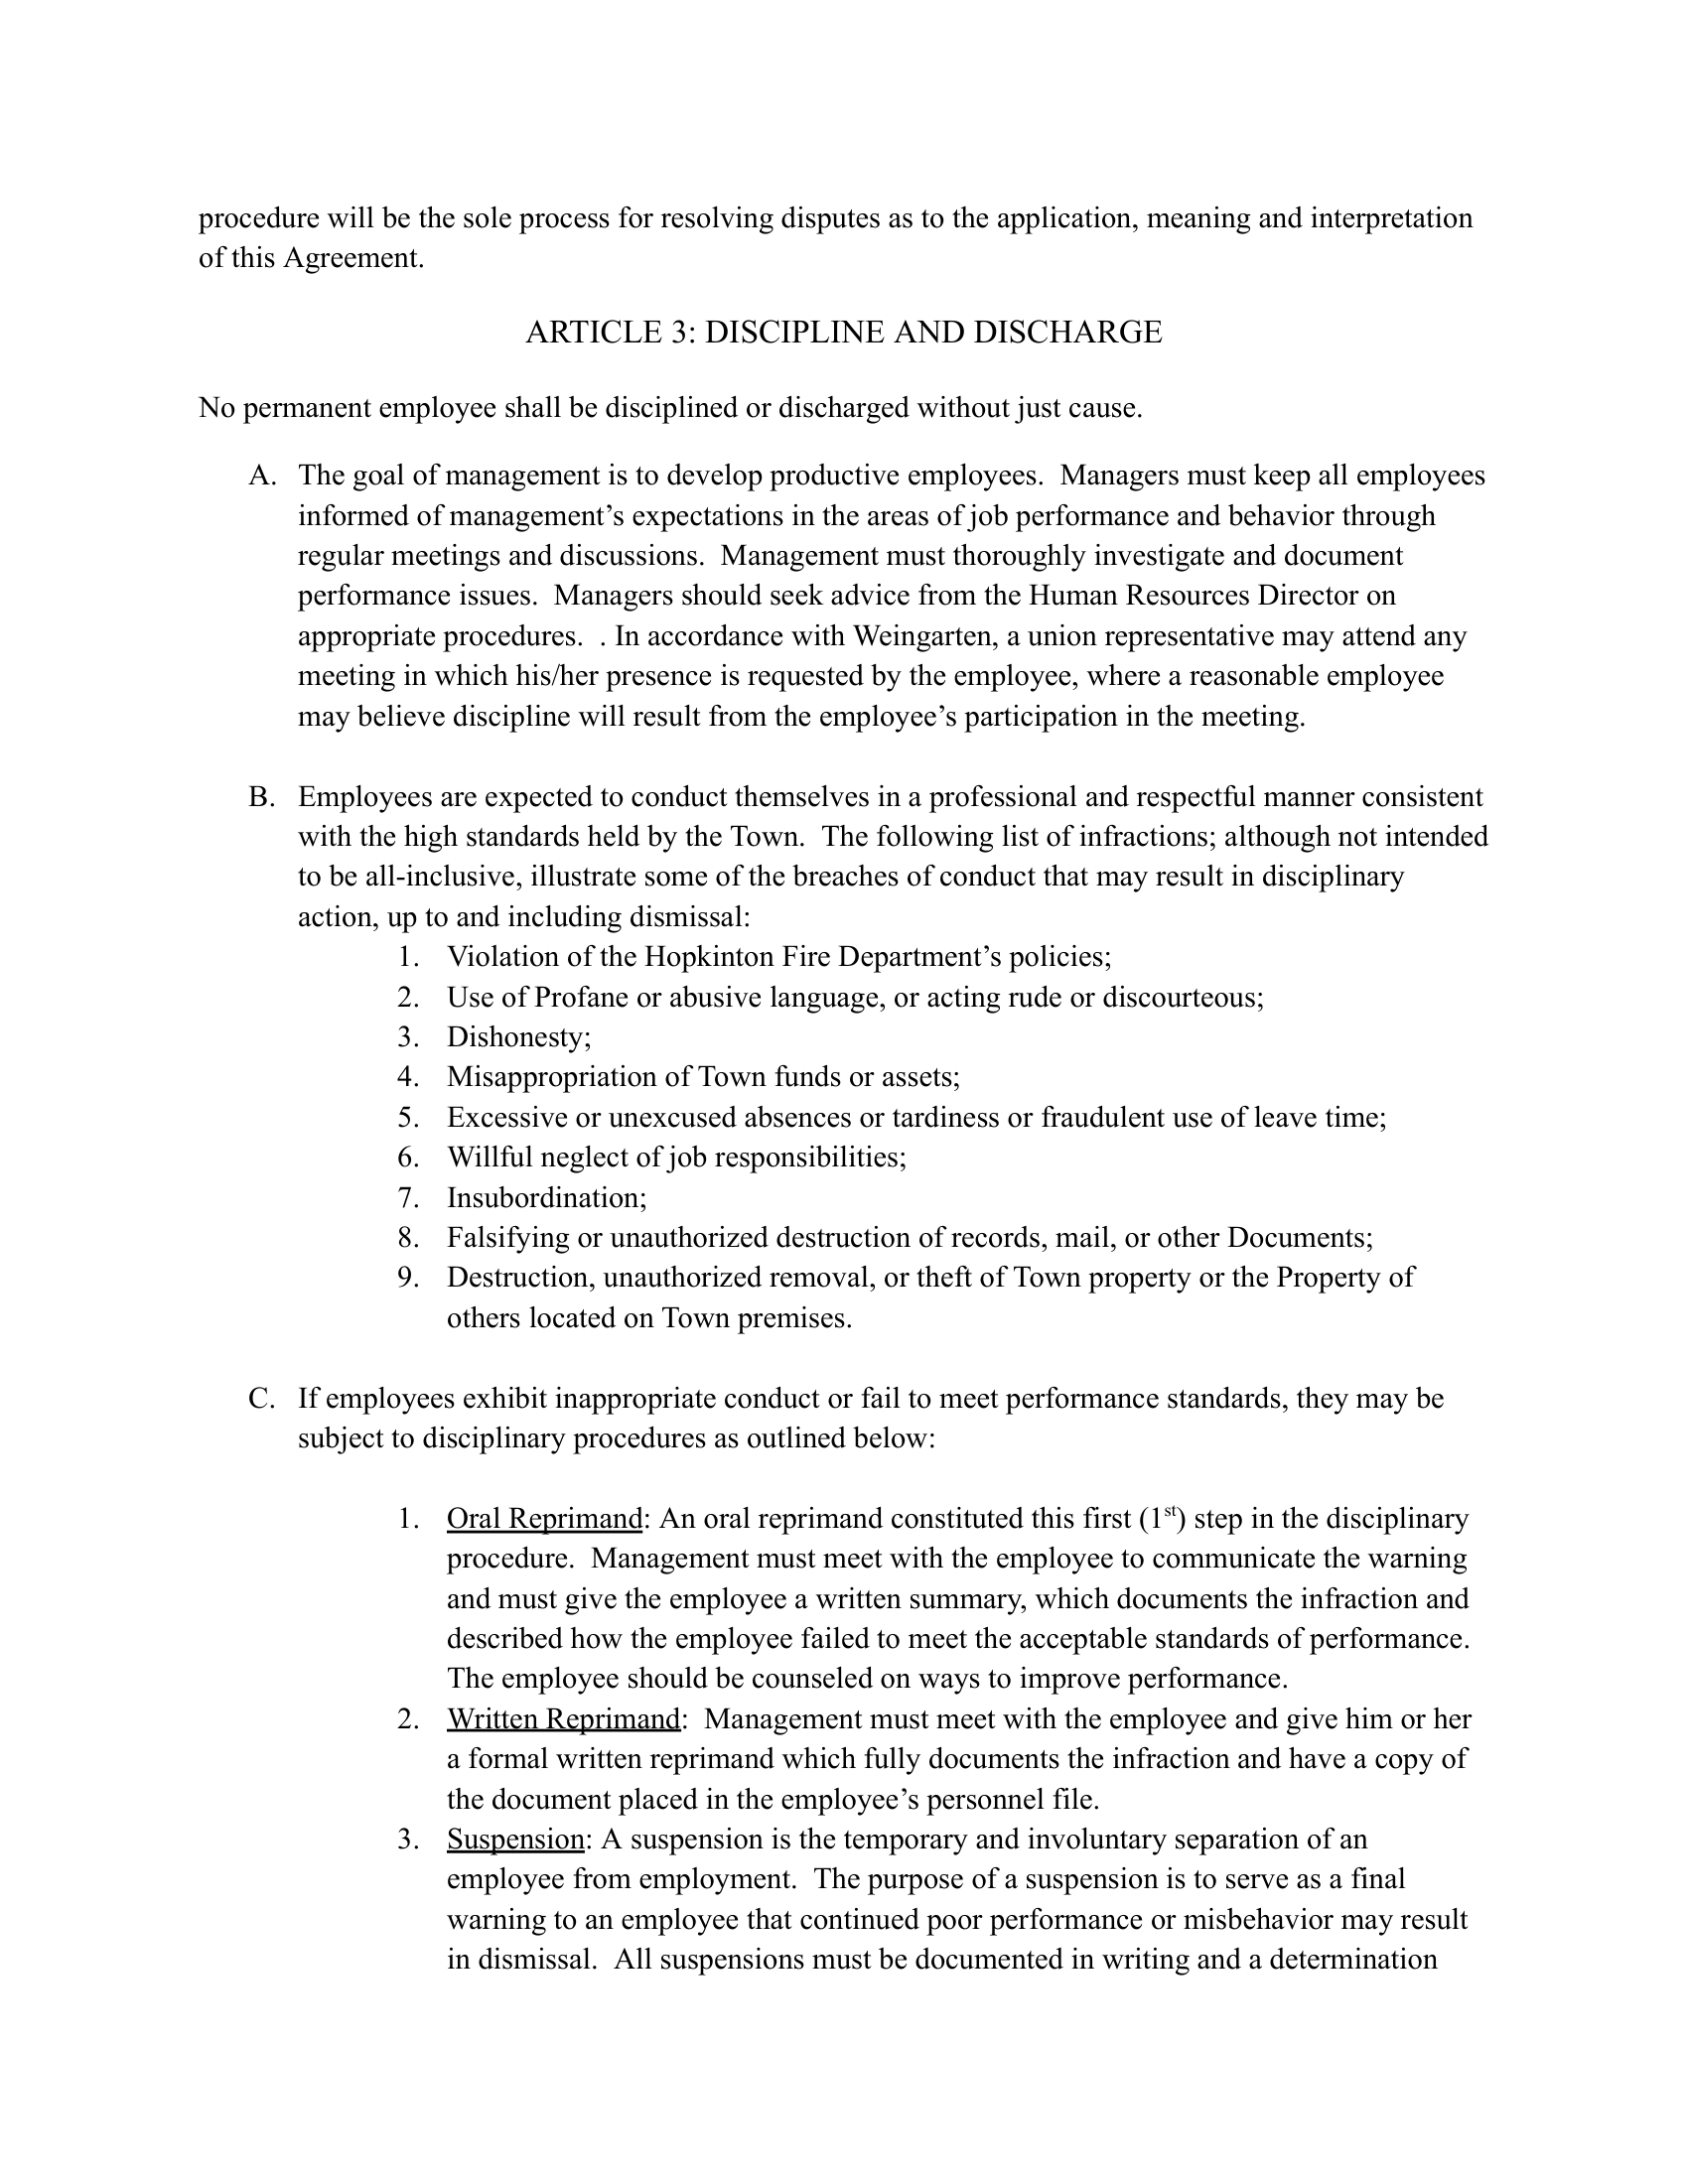 procedure will be the sole process for resolving disputes as to the application, meaning and interpretation
of this Agreement.
ARTICLE 3: DISCIPLINE AND DISCHARGE
No permanent employee shall be disciplined or discharged without just cause.
A. The goal of management is to develop productive employees.  Managers must keep all employees
informed of management’s expectations in the areas of job performance and behavior through
regular meetings and discussions.  Management must thoroughly investigate and document
performance issues.  Managers should seek advice from the Human Resources Director on
appropriate procedures.  . In accordance with Weingarten, a union representative may attend any
meeting in which his/her presence is requested by the employee, where a reasonable employee
may believe discipline will result from the employee’s participation in the meeting.
B. Employees are expected to conduct themselves in a professional and respectful manner consistent
with the high standards held by the Town.  The following list of infractions; although not intended
to be all-inclusive, illustrate some of the breaches of conduct that may result in disciplinary
action, up to and including dismissal:
1. Violation of the Hopkinton Fire Department’s policies;
2. Use of Profane or abusive language, or acting rude or discourteous;
3. Dishonesty;
4. Misappropriation of Town funds or assets;
5. Excessive or unexcused absences or tardiness or fraudulent use of leave time;
6. Willful neglect of job responsibilities;
7. Insubordination;
8. Falsifying or unauthorized destruction of records, mail, or other Documents;
9. Destruction, unauthorized removal, or theft of Town property or the Property of
others located on Town premises.
C. If employees exhibit inappropriate conduct or fail to meet performance standards, they may be
subject to disciplinary procedures as outlined below:
1. Oral Reprimand: An oral reprimand constituted this first (1st) step in the disciplinary
procedure.  Management must meet with the employee to communicate the warning
and must give the employee a written summary, which documents the infraction and
described how the employee failed to meet the acceptable standards of performance.
The employee should be counseled on ways to improve performance.
2. Written Reprimand:  Management must meet with the employee and give him or her
a formal written reprimand which fully documents the infraction and have a copy of
the document placed in the employee’s personnel file.
3. Suspension: A suspension is the temporary and involuntary separation of an
employee from employment.  The purpose of a suspension is to serve as a final
warning to an employee that continued poor performance or misbehavior may result
in dismissal.  All suspensions must be documented in writing and a determination